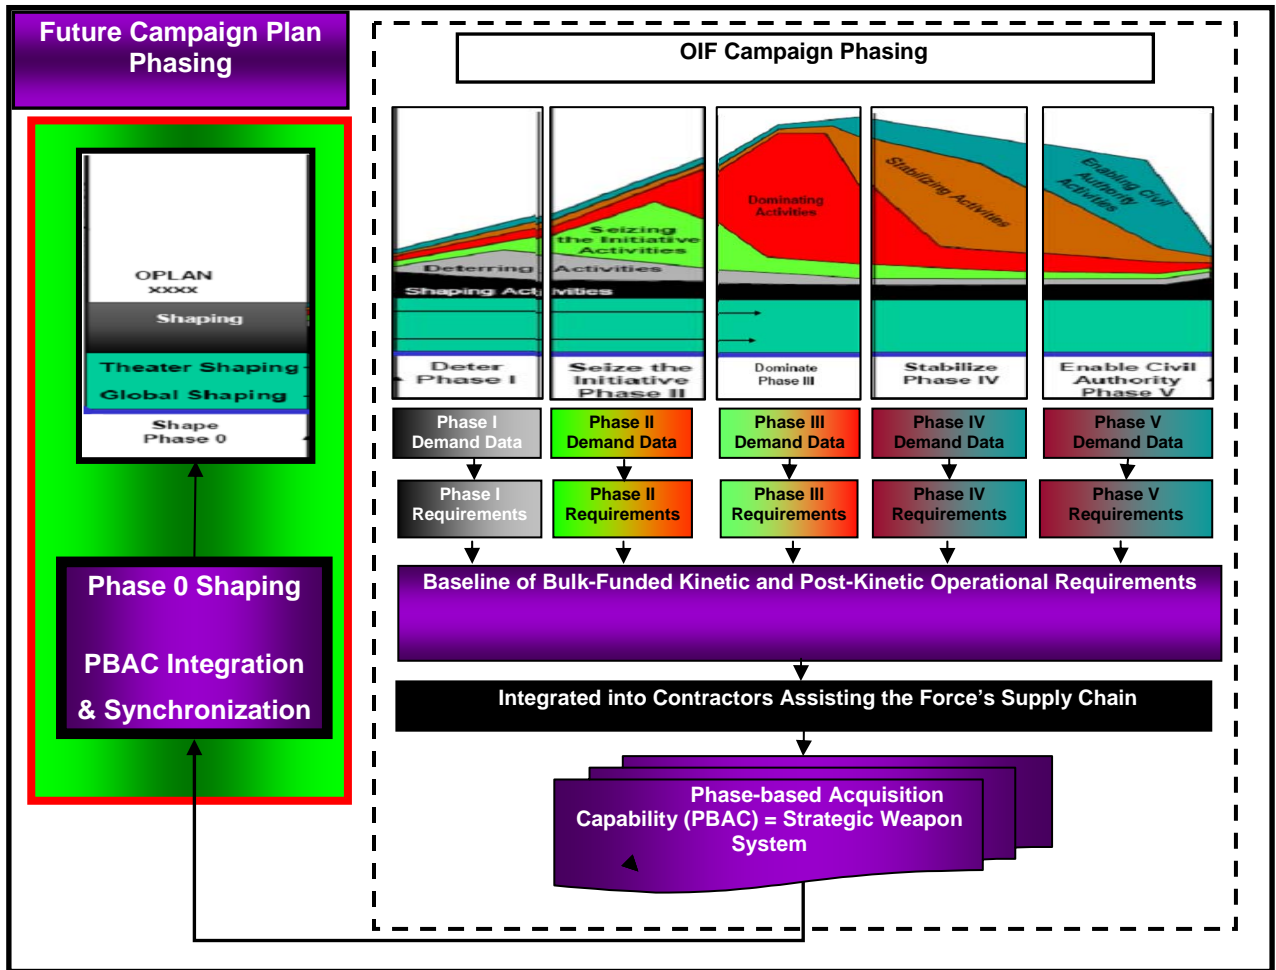 Future Campaign Plan
Phasing
OPLAN
xxxx
Shaping
Theater Shaping
Global Shaping
Shape
Phase 0
Phase 0 Shaping
PBAC Integration
& Synchronization
OIF Campaign Phasing
Seizing
the Initiative
Activities
Deterring Activities
Shaping Activities
Dominating
Activities
Stabilizing Activities
Enabling Civil
Authority
Activities
Deter
Phase I
Seize the
Initiative
Phase II
Dominate
Phase III
Stabilize
Phase IV
Enable Civil
Authority
Phase V
Phase I
Demand Data
Phase II
Demand Data
Phase III
Demand Data
Phase IV
Demand Data
Phase V
Demand Data
Phase I
Requirements
Phase II
Requirements
Phase III
Requirements
Phase IV
Requirements
Phase V
Requirements
Baseline of Bulk-Funded Kinetic and Post-Kinetic Operational Requirements
Integrated into Contractors Assisting the Force's Supply Chain
Phase-based Acquisition
Capability (PBAC) = Strategic Weapon
System